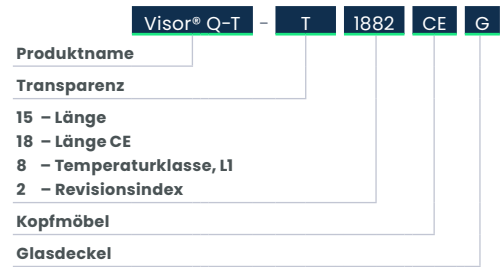 Visor® Q-T – T 1882 CE G
Produktname
Transparenz
15 – Länge
18 – Länge CE
8 – Temperaturklasse, L1
2 – Revisionsindex
Kopfmöbel
Glasdeckel